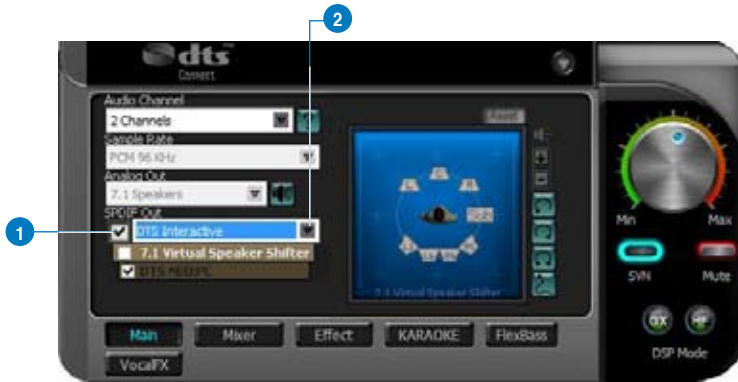 2
dts
Connect
Audio Channel
2 Channels
Sample Rate
PCM 96 KHz
Analog Out
7.1 Speakers
SPDIF Out
1
DTS Interactive
7.1 Virtual Speaker Shifter
DTS NEO:PC
Reset
L
C
R
Sub
7.1 Virtual Speaker Shifter
Min
Max
SVN
Mute
DSP Mode
Main
Mixer
Effect
KARAOKE
FlexBass
VocalFX